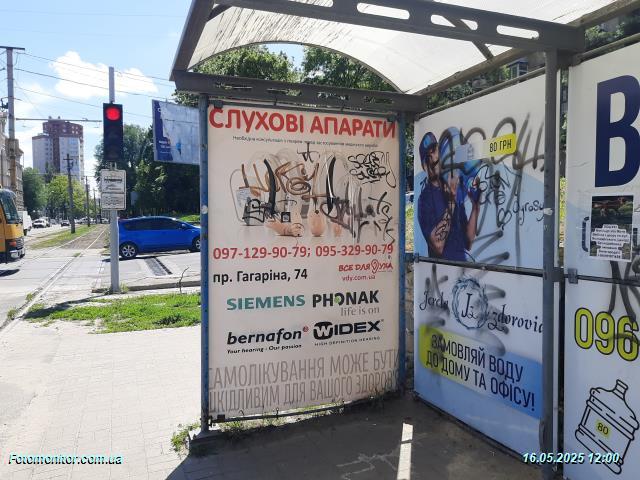 СЛУХОВІ АПАРАТИ
097-129-90-79; 095-329-90-79
пр. Гагаріна, 74
ВСЕ ДЛЯ СЛУХА
vdy.com.ua
SIEMENS PHONAK
life is on
bernafon®
Your hearing · Our passion
WIDEX®
HIGH DEFINITION HEARING
САМОЛІКУВАННЯ МОЖЕ БУТИ
ШКІДЛИВИМ ДЛЯ ВАШОГО ЗДОРОВ
80 ГРН
zdorovia
ЗАМОВЛЯЙ ВОДУ
ДО ДОМУ ТА ОФІСУ!
В
096
80
Fotomonitor.com.ua
16.05.2025 12:00